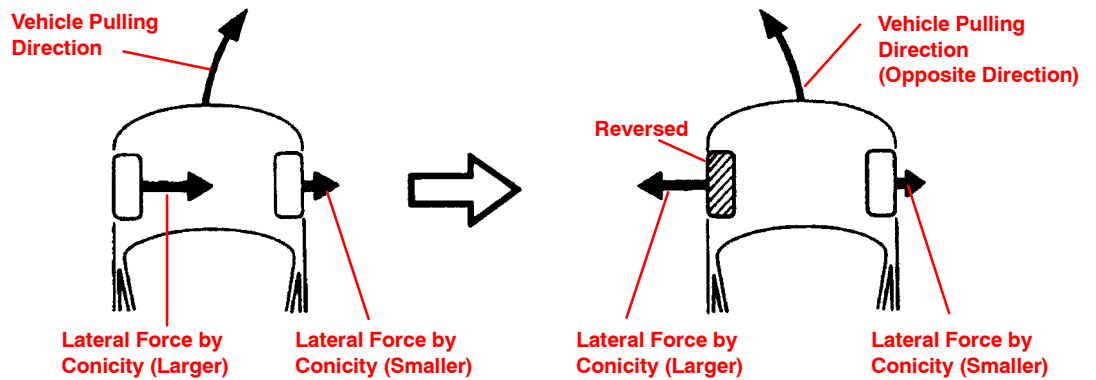 Vehicle Pulling
Direction
Vehicle Pulling
Direction
(Opposite Direction)
Reversed
Lateral Force by
Conicity (Larger)
Lateral Force by
Conicity (Smaller)
Lateral Force by
Conicity (Larger)
Lateral Force by
Conicity (Smaller)